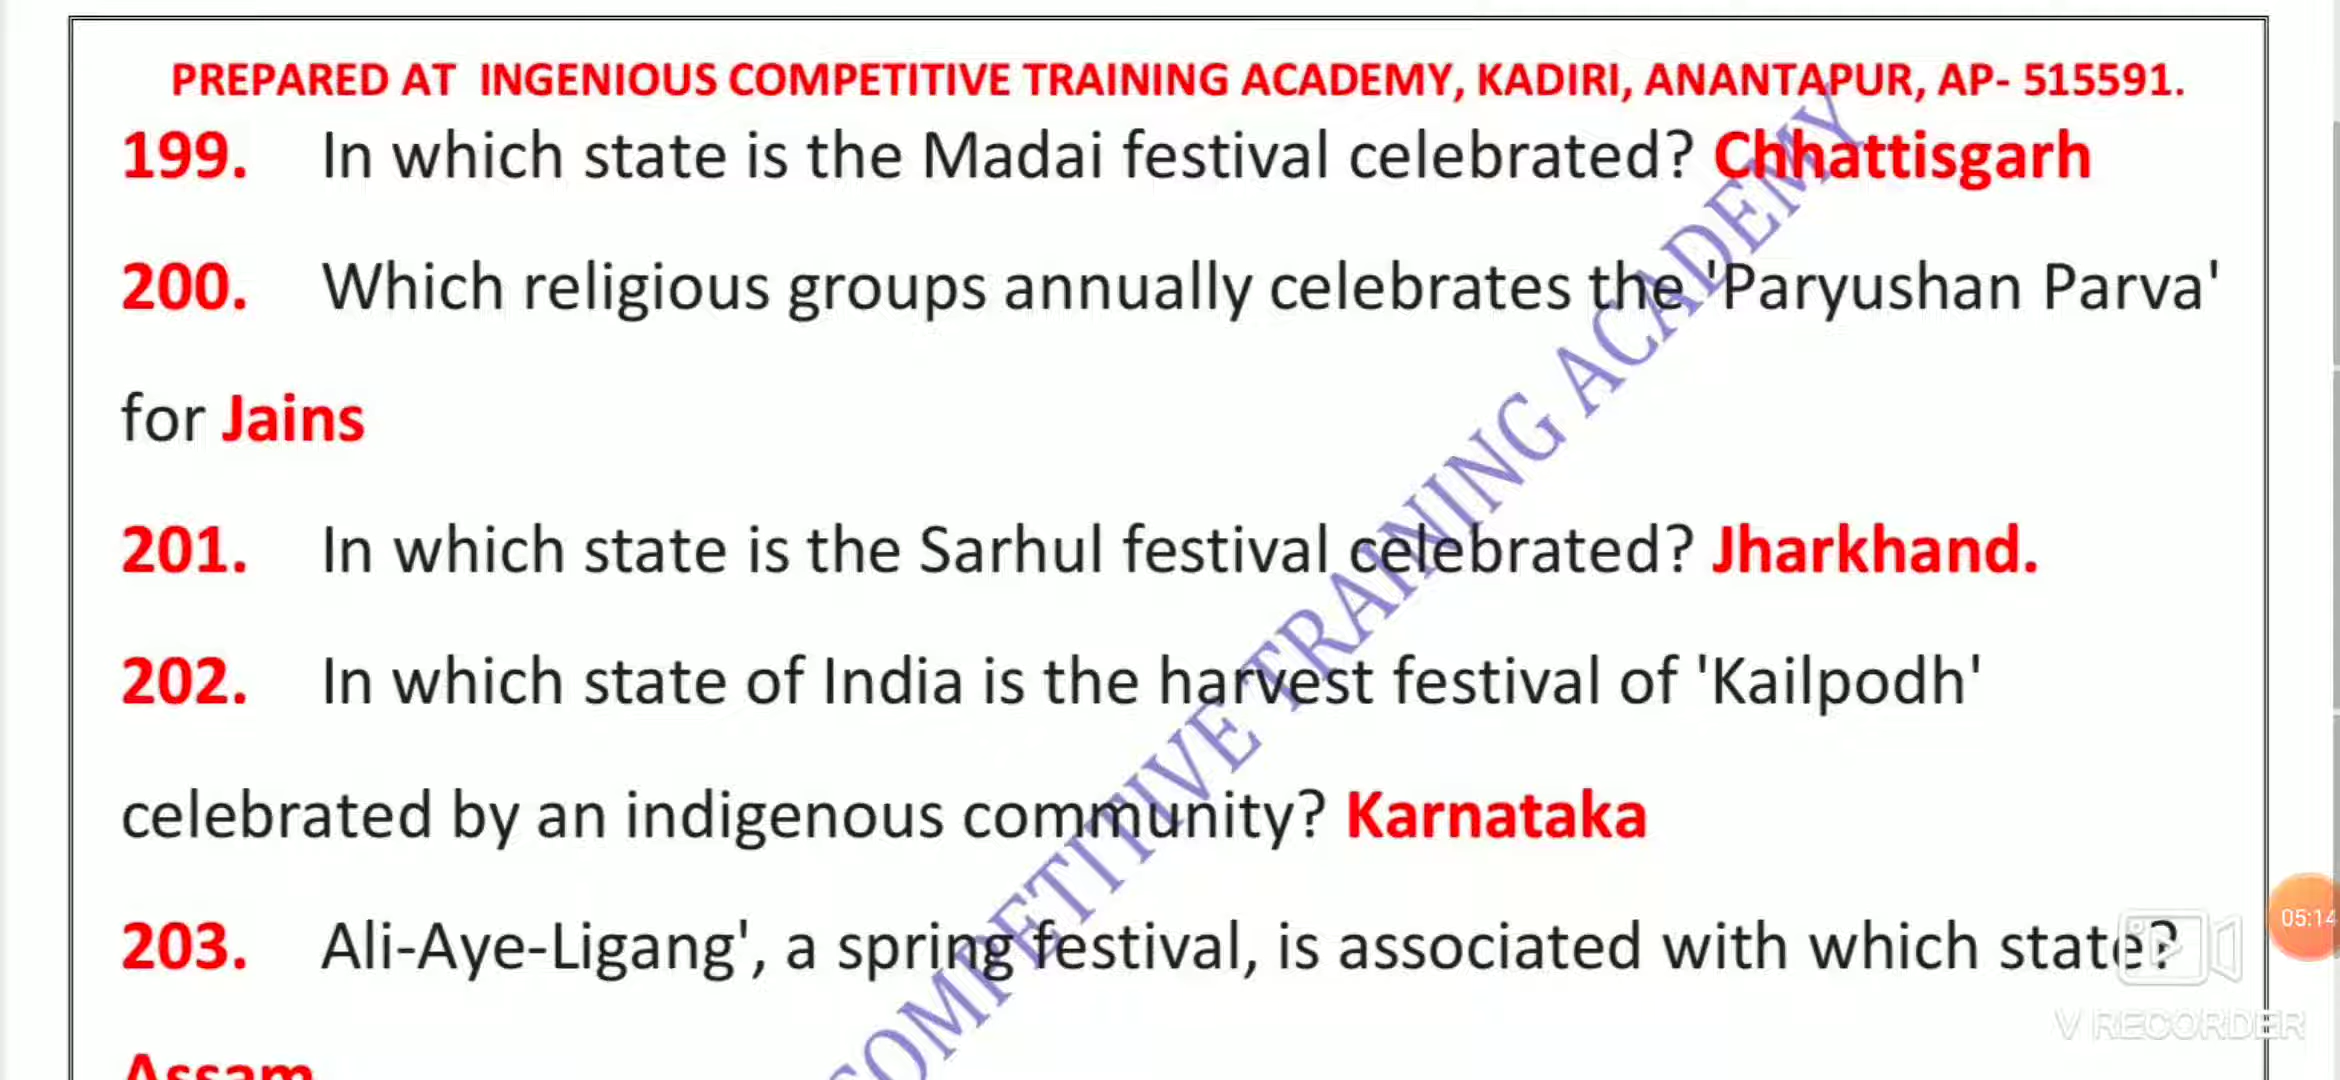 PREPARED AT INGENIOUS COMPETITIVE TRAINING ACADEMY, KADIRI, ANANTAPUR, AP- 515591.
199. In which state is the Madai festival celebrated? Chhattisgarh
200. Which religious groups annually celebrates the 'Paryushan Parva'
for Jains
201. In which state is the Sarhul festival celebrated? Jharkhand.
202. In which state of India is the harvest festival of 'Kailpodh'
celebrated by an indigenous community? Karnataka
203. Ali-Aye-Ligang', a spring festival, is associated with which state?
Assam
COMPETITIVE TRAINING ACADEMY
05:14
V RECORDER